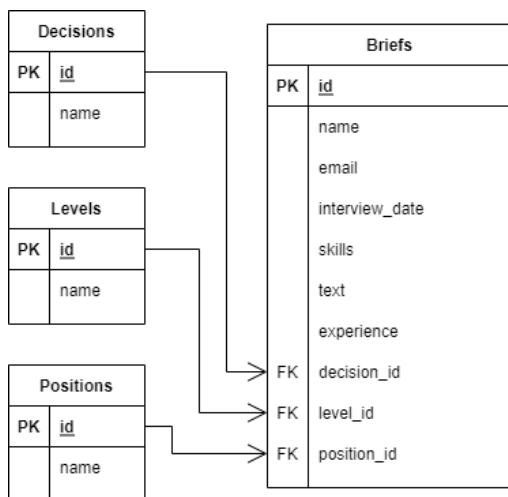 Decisions
PK id
name
Levels
PK id
name
Positions
PK id
name
Briefs
PK id
name
email
interview_date
skills
text
experience
FK decision_id
FK level_id
FK position_id